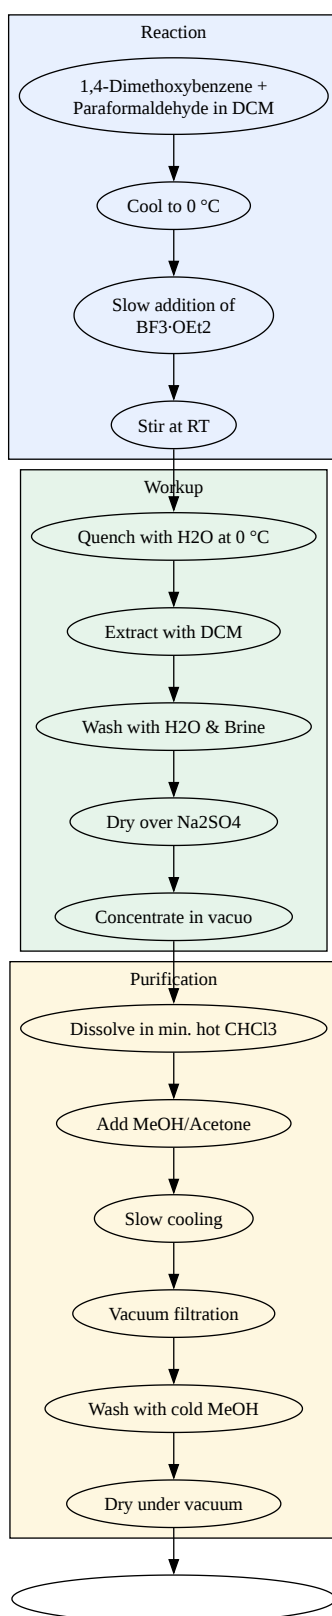 Reaction
1,4-Dimethoxybenzene +
Paraformaldehyde in DCM
Cool to 0 °C
Slow addition of
BF3·OEt2
Stir at RT
Workup
Quench with H2O at 0 °C
Extract with DCM
Wash with H2O & Brine
Dry over Na2SO4
Concentrate in vacuo
Purification
Dissolve in min. hot CHCl3
Add MeOH/Acetone
Slow cooling
Vacuum filtration
Wash with cold MeOH
Dry under vacuum